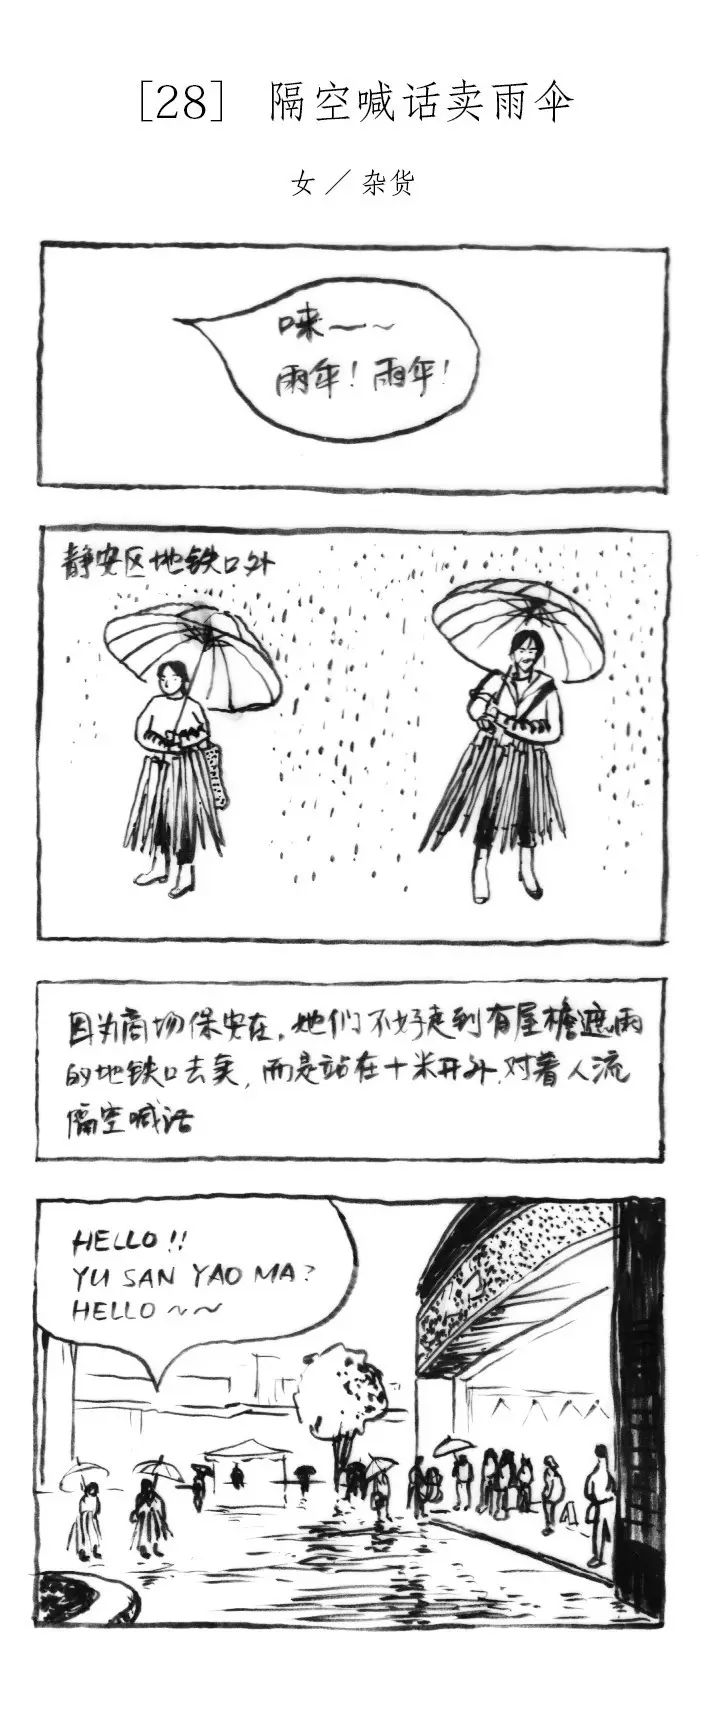 [28] 隔空喊话卖雨伞
女／杂货
唻~~
雨伞！雨伞！
静安区地铁口外
因为商场保安在，她们不好走到有屋檐遮雨
的地铁口去卖，而是站在十米开外，对着人流
隔空喊话
HELLO!!
YU SAN YAO MA?
HELLO~~